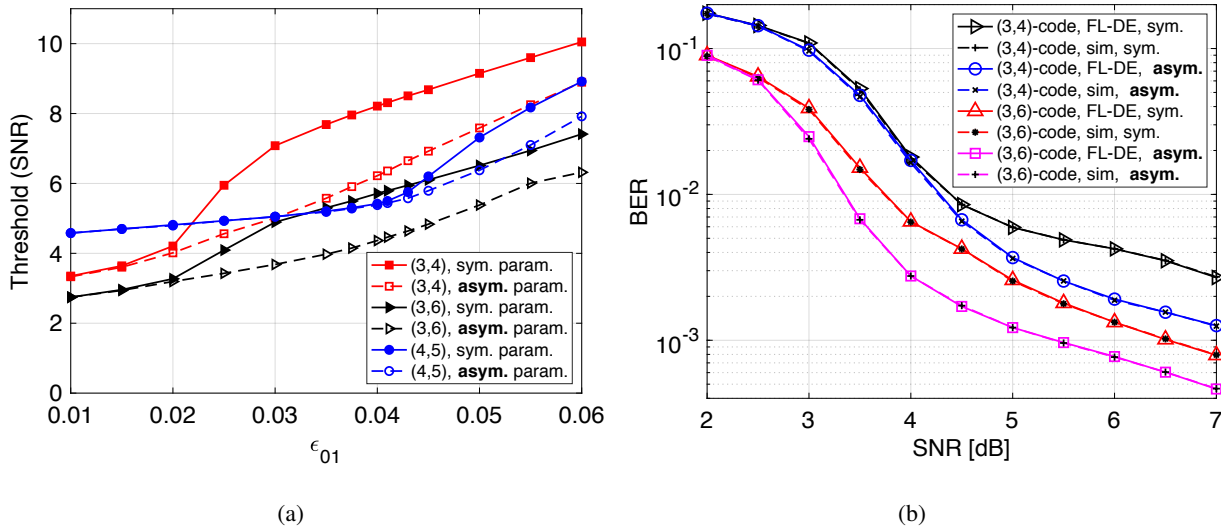 Threshold (SNR)
10
8
6
4
2
0
(3,4), sym. param.
(3,4), asym. param.
(3,6), sym. param.
(3,6), asym. param.
(4,5), sym. param.
(4,5), asym. param.
0.01 0.02 0.03 0.04 0.05 0.06
ϵ01
(a)
BER
10-1
10-2
10-3
(3,4)-code, FL-DE, sym.
(3,4)-code, sim, sym.
(3,4)-code, FL-DE, asym.
(3,4)-code, sim, asym.
(3,6)-code, FL-DE, sym.
(3,6)-code, sim, sym.
(3,6)-code, FL-DE, asym.
(3,6)-code, sim, asym.
2 3 4 5 6 7
SNR [dB]
(b)